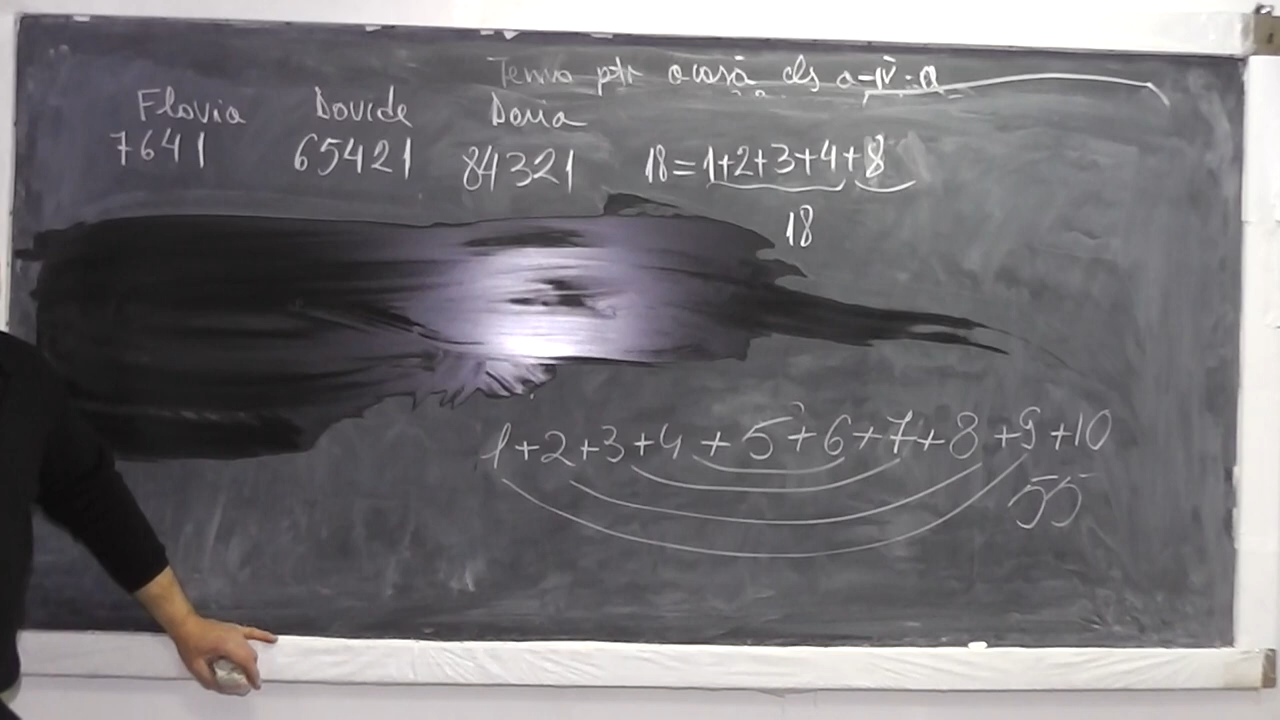 Tema ptr acasă cls a-IV-a
Flavia Davide Daria
7641 65421 84321 18=1+2+3+4+8
18
1+2+3+4+5+6+7+8+9+10
55